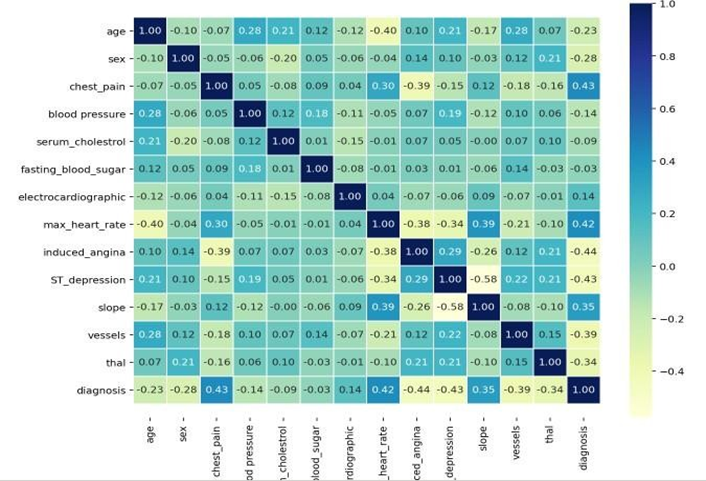 age 1.00 -0.10 -0.07 0.28 0.21 0.12 -0.12 -0.40 0.10 0.21 -0.17 0.28 0.07 -0.23
sex -0.10 1.00 -0.05 -0.06 -0.20 0.05 -0.06 -0.04 0.14 0.10 -0.03 0.12 0.21 -0.28
chest_pain -0.07 -0.05 1.00 0.05 -0.08 0.09 0.04 0.30 -0.39 -0.15 0.12 -0.18 -0.16 0.43
blood pressure 0.28 -0.06 0.05 1.00 0.12 0.18 -0.11 -0.05 0.07 0.19 -0.12 0.10 0.06 -0.14
serum_cholestrol 0.21 -0.20 -0.08 0.12 1.00 0.01 -0.15 -0.01 0.07 0.05 -0.00 0.07 0.10 -0.09
fasting_blood_sugar 0.12 0.05 0.09 0.18 0.01 1.00 -0.08 -0.01 0.03 0.01 -0.06 0.14 -0.03 -0.03
electrocardiographic -0.12 -0.06 0.04 -0.11 -0.15 -0.08 1.00 0.04 -0.07 -0.06 0.09 -0.07 -0.01 0.14
max_heart_rate -0.40 -0.04 0.30 -0.05 -0.01 -0.01 0.04 1.00 -0.38 -0.34 0.39 -0.21 -0.10 0.42
induced_angina 0.10 0.14 -0.39 0.07 0.07 0.03 -0.07 -0.38 1.00 0.29 -0.26 0.12 0.21 -0.44
ST_depression 0.21 0.10 -0.15 0.19 0.05 0.01 -0.06 -0.34 0.29 1.00 -0.58 0.22 0.21 -0.43
slope -0.17 -0.03 0.12 -0.12 -0.00 -0.06 0.09 0.39 -0.26 -0.58 1.00 -0.08 -0.10 0.35
vessels 0.28 0.12 -0.18 0.10 0.07 0.14 -0.07 -0.21 0.12 0.22 -0.08 1.00 0.15 -0.39
thal 0.07 0.21 -0.16 0.06 0.10 -0.03 -0.01 -0.10 0.21 0.21 -0.10 0.15 1.00 -0.34
diagnosis -0.23 -0.28 0.43 -0.14 -0.09 -0.03 0.14 0.42 -0.44 -0.43 0.35 -0.39 -0.34 1.00
age
sex
chest_pain
od pressure
n_cholestrol
blood_sugar
rdiographic
_heart_rate
ced_angina
_depression
slope
vessels
thal
diagnosis
1.0
0.8
0.6
0.4
0.2
0.0
−0.2
−0.4